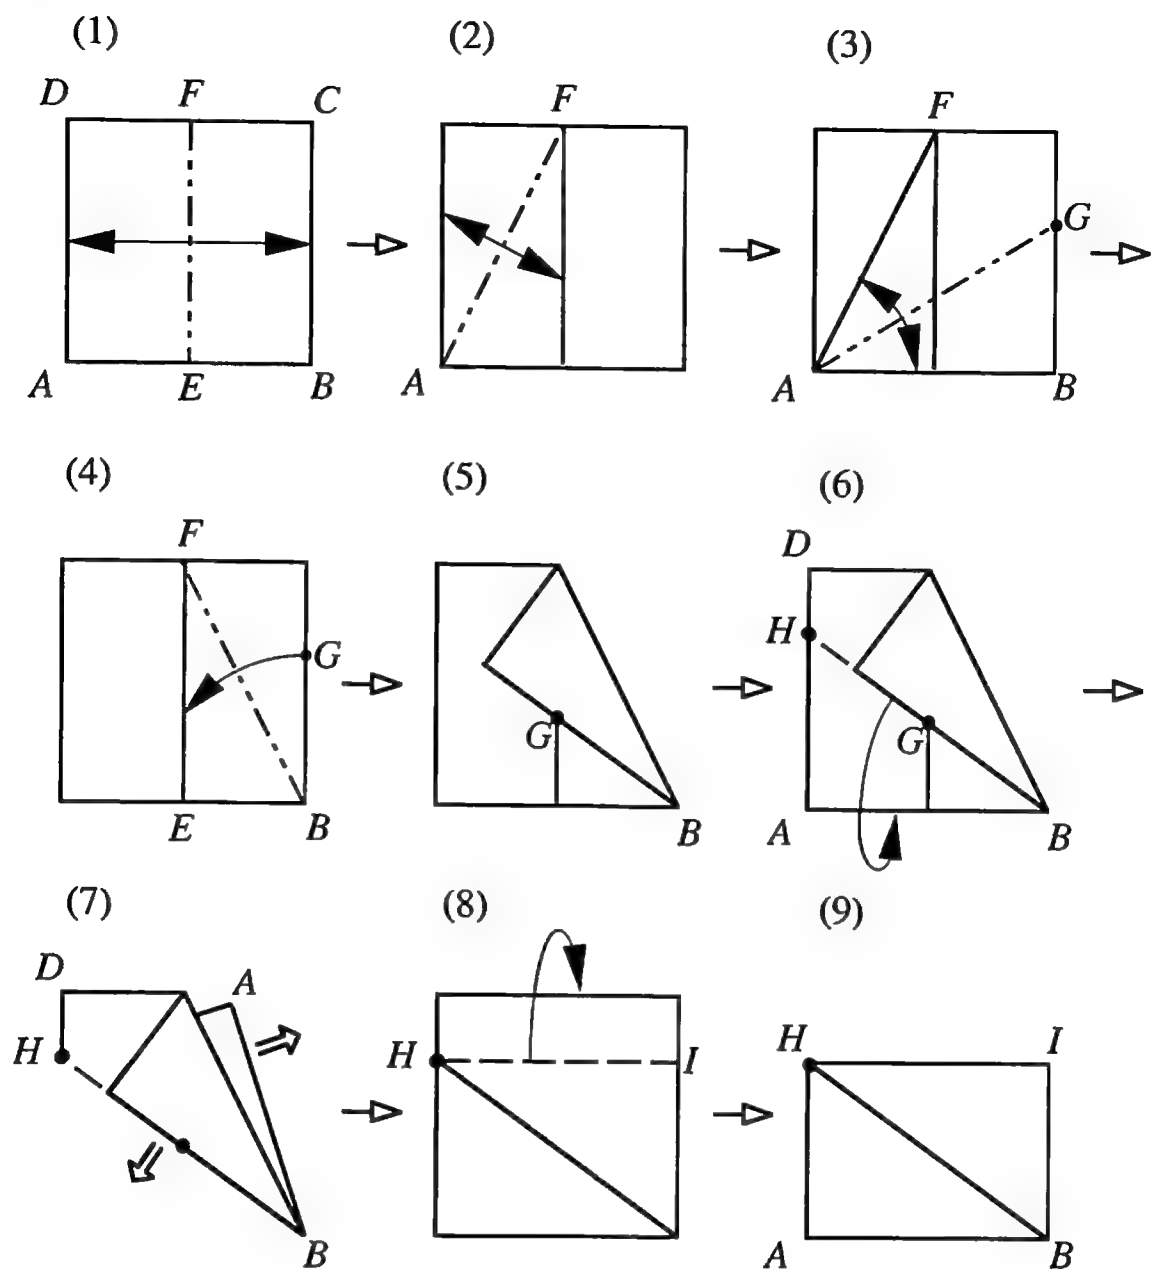 (1) (2) (3)
D F C F F
G
A E B A A B
(4) (5) (6)
F D
H
G G G
E B B A B
(7) (8) (9)
D A H I
H H I
B A B